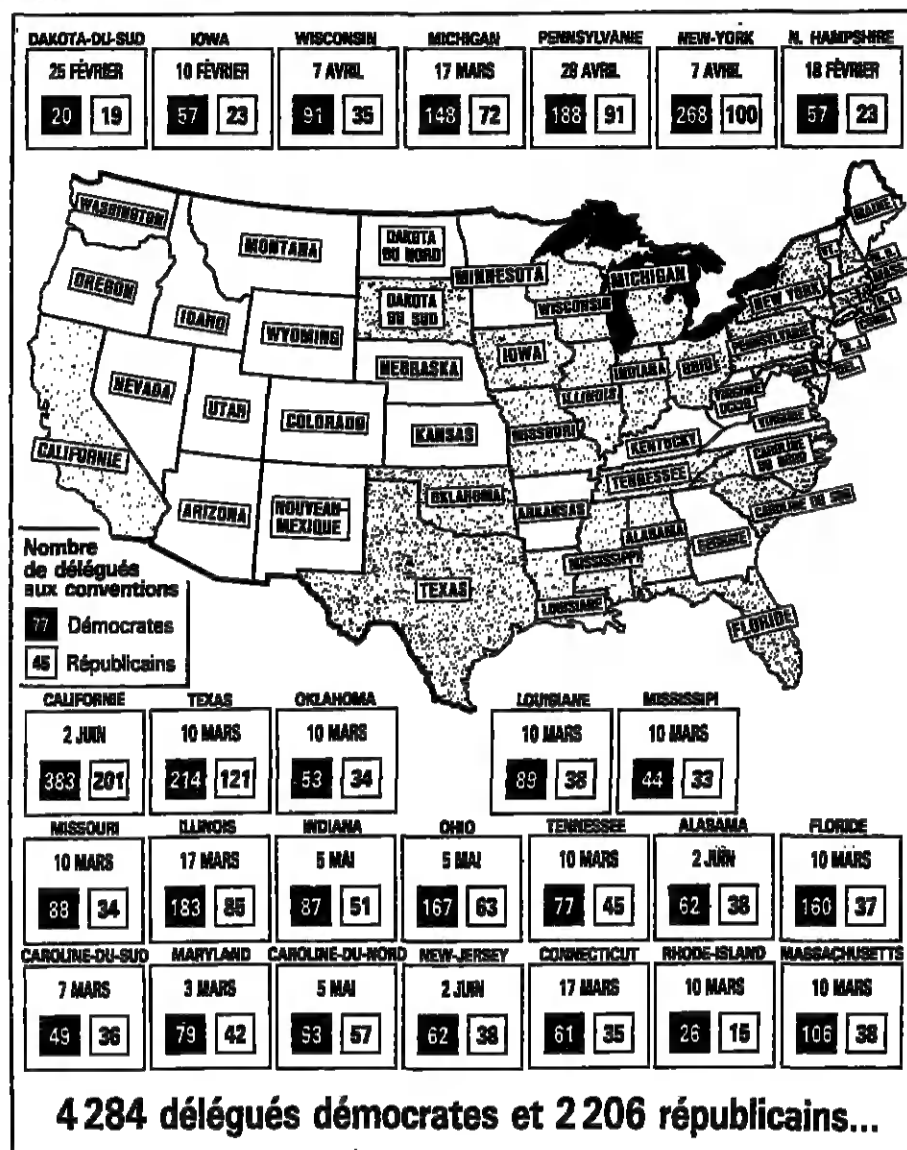 DAKOTA-DU-SUD IOWA WISCONSIN MICHIGAN PENNSYLVANIE NEW-YORK N. HAMPSHIRE
25 FÉVRIER 10 FÉVRIER 7 AVRIL 17 MARS 28 AVRIL 7 AVRIL 18 FÉVRIER
20 19 57 23 91 35 148 72 188 91 268 100 57 23
WASHINGTON
MONTANA
DAKOTA DU NORD
MINNESOTA
MICHIGAN
MAINE
VT.
MASS.
OREGON
IDAHO
WYOMING
DAKOTA DU SUD
WISCONSIN
NEW YORK
R. I.
CONN.
NEVADA
UTAH
NEBRASKA
IOWA
ILLINOIS
INDIANA
OHIO
PENNSYLVANIE
N. J.
DEL.
CALIFORNIE
COLORADO
KANSAS
MISSOURI
KENTUCKY
VIRGINIE OCCID.
VIRGINIE
ARIZONA
NOUVEAU-MEXIQUE
OKLAHOMA
ARKANSAS
TENNESSEE
CAROLINE DU NORD
CAROLINE DU SUD
TEXAS
LOUISIANE
MISSISSIPPI
ALABAMA
GEORGIE
FLORIDE
Nombre
de délégués
aux conventions
77 Démocrates
45 Républicains
CALIFORNIE TEXAS OKLAHOMA LOUISIANE MISSISSIPI
2 JUIN 10 MARS 10 MARS 10 MARS 10 MARS
383 201 214 121 53 34 89 38 44 33
MISSOURI ILLINOIS INDIANA OHIO TENNESSEE ALABAMA FLORIDE
10 MARS 17 MARS 5 MAI 5 MAI 10 MARS 2 JUIN 10 MARS
88 34 183 85 87 51 167 63 77 45 62 38 160 37
CAROLINE-DU-SUD MARYLAND CAROLINE-DU-NORD NEW-JERSEY CONNECTICUT RHODE-ISLAND MASSACHUSETTS
7 MARS 3 MARS 5 MAI 2 JUIN 17 MARS 10 MARS 10 MARS
49 36 79 42 93 57 62 38 61 35 26 15 106 38
4 284 délégués démocrates et 2 206 républicains...